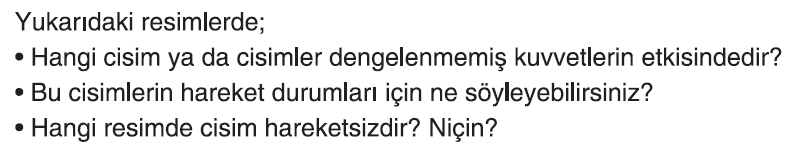 Yukarıdaki resimlerde;
• Hangi cisim ya da cisimler dengelenmemiş kuvvetlerin etkisindedir?
• Bu cisimlerin hareket durumları için ne söyleyebilirsiniz?
• Hangi resimde cisim hareketsizdir? Niçin?